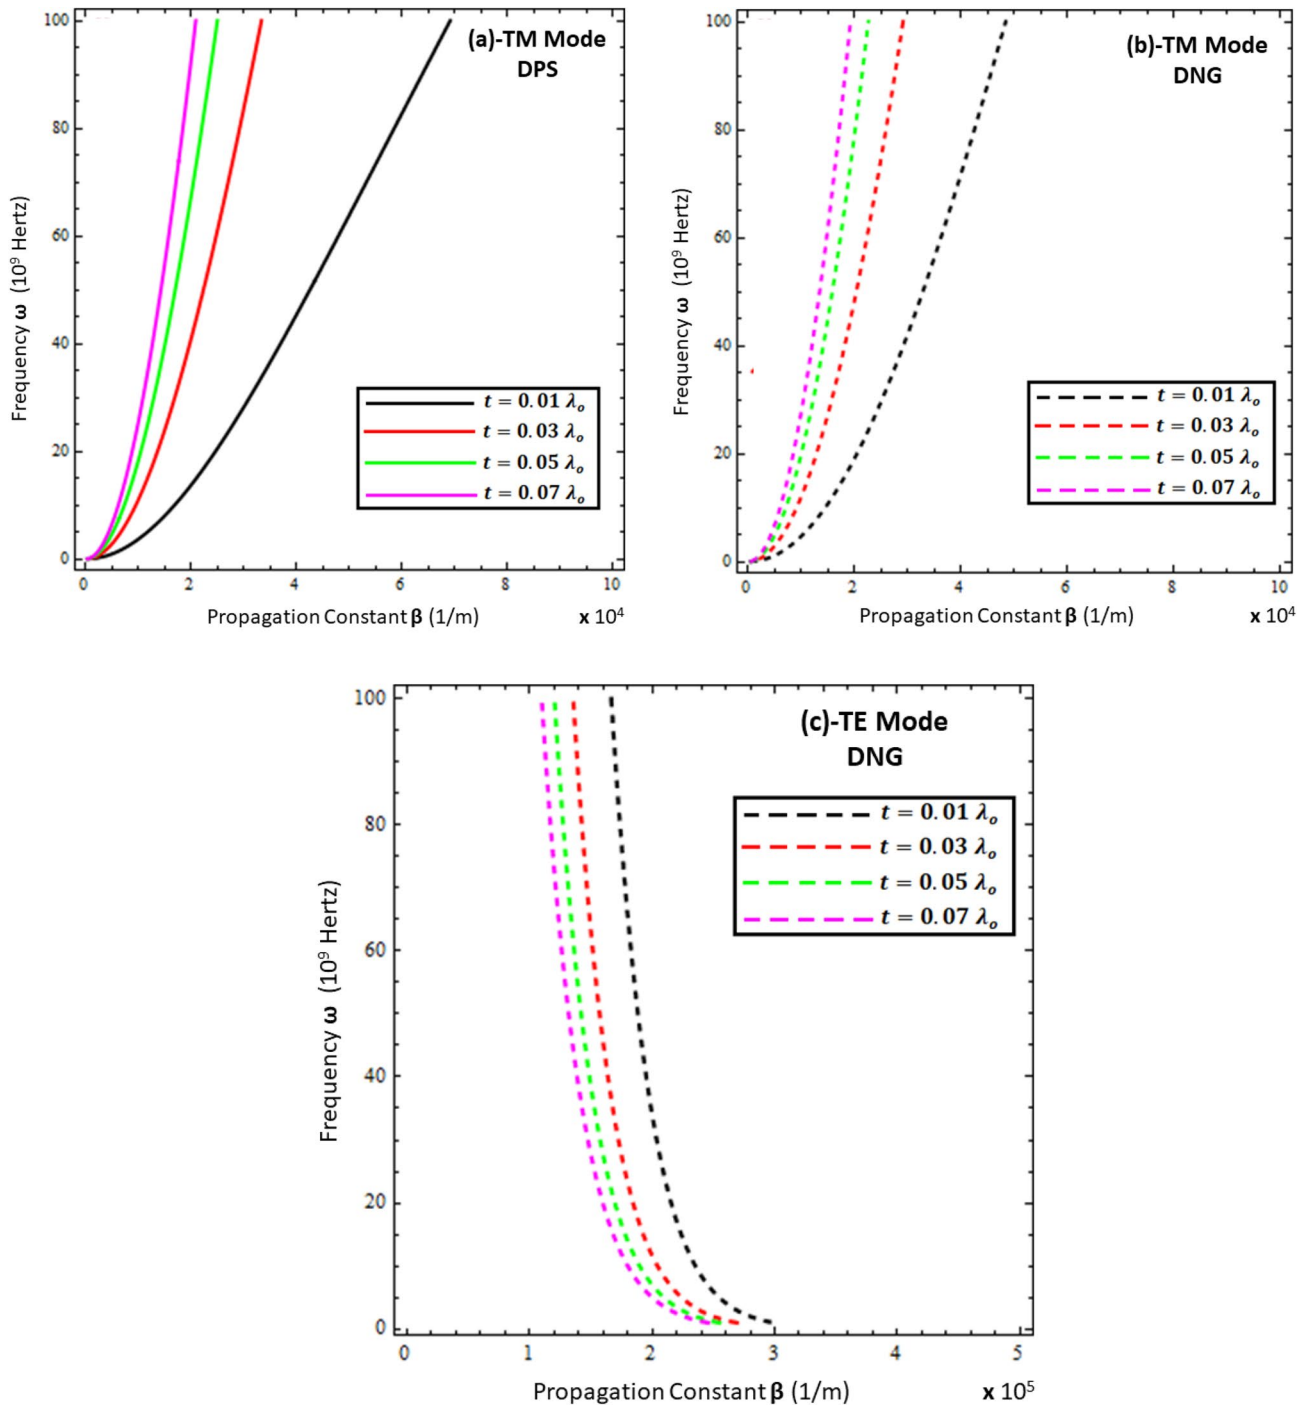 (a)-TM Mode
DPS
100
80
60
40
20
0
Frequency ω (10⁹ Hertz)
t = 0.01 λₒ
t = 0.03 λₒ
t = 0.05 λₒ
t = 0.07 λₒ
0 2 4 6 8 10
Propagation Constant β (1/m) x 10⁴
(b)-TM Mode
DNG
100
80
60
40
20
0
Frequency ω (10⁹ Hertz)
t = 0.01 λₒ
t = 0.03 λₒ
t = 0.05 λₒ
t = 0.07 λₒ
0 2 4 6 8 10
Propagation Constant β (1/m) x 10⁴
(c)-TE Mode
DNG
100
80
60
40
20
0
Frequency ω (10⁹ Hertz)
t = 0.01 λₒ
t = 0.03 λₒ
t = 0.05 λₒ
t = 0.07 λₒ
0 1 2 3 4 5
Propagation Constant β (1/m) x 10⁵